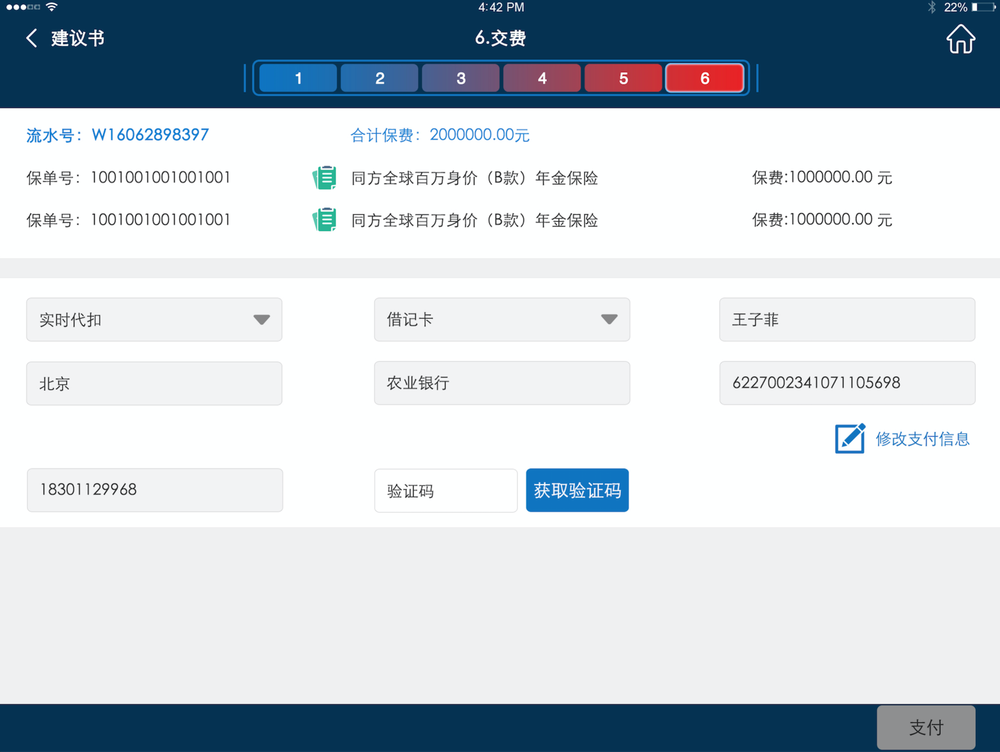 4:42 PM
22%
建议书
6.交费
1 2 3 4 5 6
流水号：W16062898397 合计保费：2000000.00元
保单号：1001001001001001 同方全球百万身价（B款）年金保险 保费:1000000.00 元
保单号：1001001001001001 同方全球百万身价（B款）年金保险 保费:1000000.00 元
实时代扣 借记卡 王子菲
北京 农业银行 6227002341071105698
修改支付信息
18301129968 验证码 获取验证码
支付